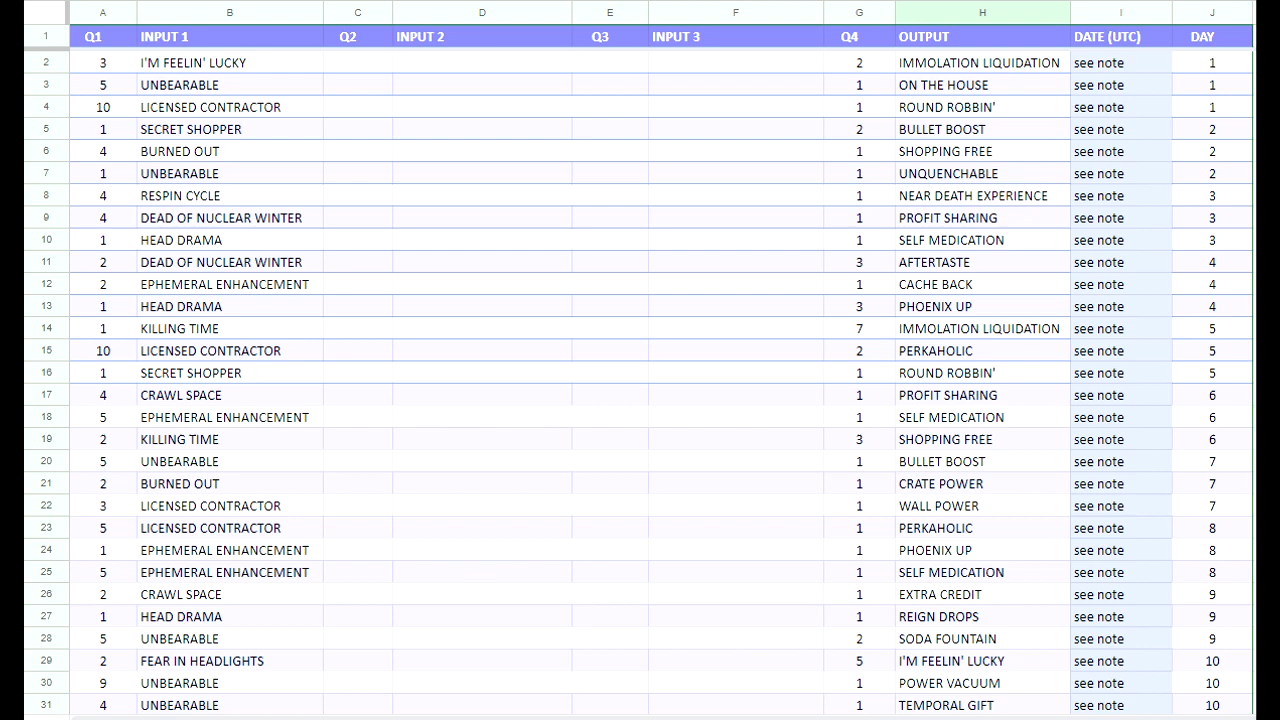 A B C D E F G H I J
1 Q1 INPUT 1 Q2 INPUT 2 Q3 INPUT 3 Q4 OUTPUT DATE (UTC) DAY
2 3 I'M FEELIN' LUCKY 2 IMMOLATION LIQUIDATION see note 1
3 5 UNBEARABLE 1 ON THE HOUSE see note 1
4 10 LICENSED CONTRACTOR 1 ROUND ROBBIN' see note 1
5 1 SECRET SHOPPER 2 BULLET BOOST see note 2
6 4 BURNED OUT 1 SHOPPING FREE see note 2
7 1 UNBEARABLE 1 UNQUENCHABLE see note 2
8 4 RESPIN CYCLE 1 NEAR DEATH EXPERIENCE see note 3
9 4 DEAD OF NUCLEAR WINTER 1 PROFIT SHARING see note 3
10 1 HEAD DRAMA 1 SELF MEDICATION see note 3
11 2 DEAD OF NUCLEAR WINTER 3 AFTERTASTE see note 4
12 2 EPHEMERAL ENHANCEMENT 1 CACHE BACK see note 4
13 1 HEAD DRAMA 3 PHOENIX UP see note 4
14 1 KILLING TIME 7 IMMOLATION LIQUIDATION see note 5
15 10 LICENSED CONTRACTOR 2 PERKAHOLIC see note 5
16 1 SECRET SHOPPER 1 ROUND ROBBIN' see note 5
17 4 CRAWL SPACE 1 PROFIT SHARING see note 6
18 5 EPHEMERAL ENHANCEMENT 1 SELF MEDICATION see note 6
19 2 KILLING TIME 3 SHOPPING FREE see note 6
20 5 UNBEARABLE 1 BULLET BOOST see note 7
21 2 BURNED OUT 1 CRATE POWER see note 7
22 3 LICENSED CONTRACTOR 1 WALL POWER see note 7
23 5 LICENSED CONTRACTOR 1 PERKAHOLIC see note 8
24 1 EPHEMERAL ENHANCEMENT 1 PHOENIX UP see note 8
25 5 EPHEMERAL ENHANCEMENT 1 SELF MEDICATION see note 8
26 2 CRAWL SPACE 1 EXTRA CREDIT see note 9
27 1 HEAD DRAMA 1 REIGN DROPS see note 9
28 5 UNBEARABLE 2 SODA FOUNTAIN see note 9
29 2 FEAR IN HEADLIGHTS 5 I'M FEELIN' LUCKY see note 10
30 9 UNBEARABLE 1 POWER VACUUM see note 10
31 4 UNBEARABLE 1 TEMPORAL GIFT see note 10